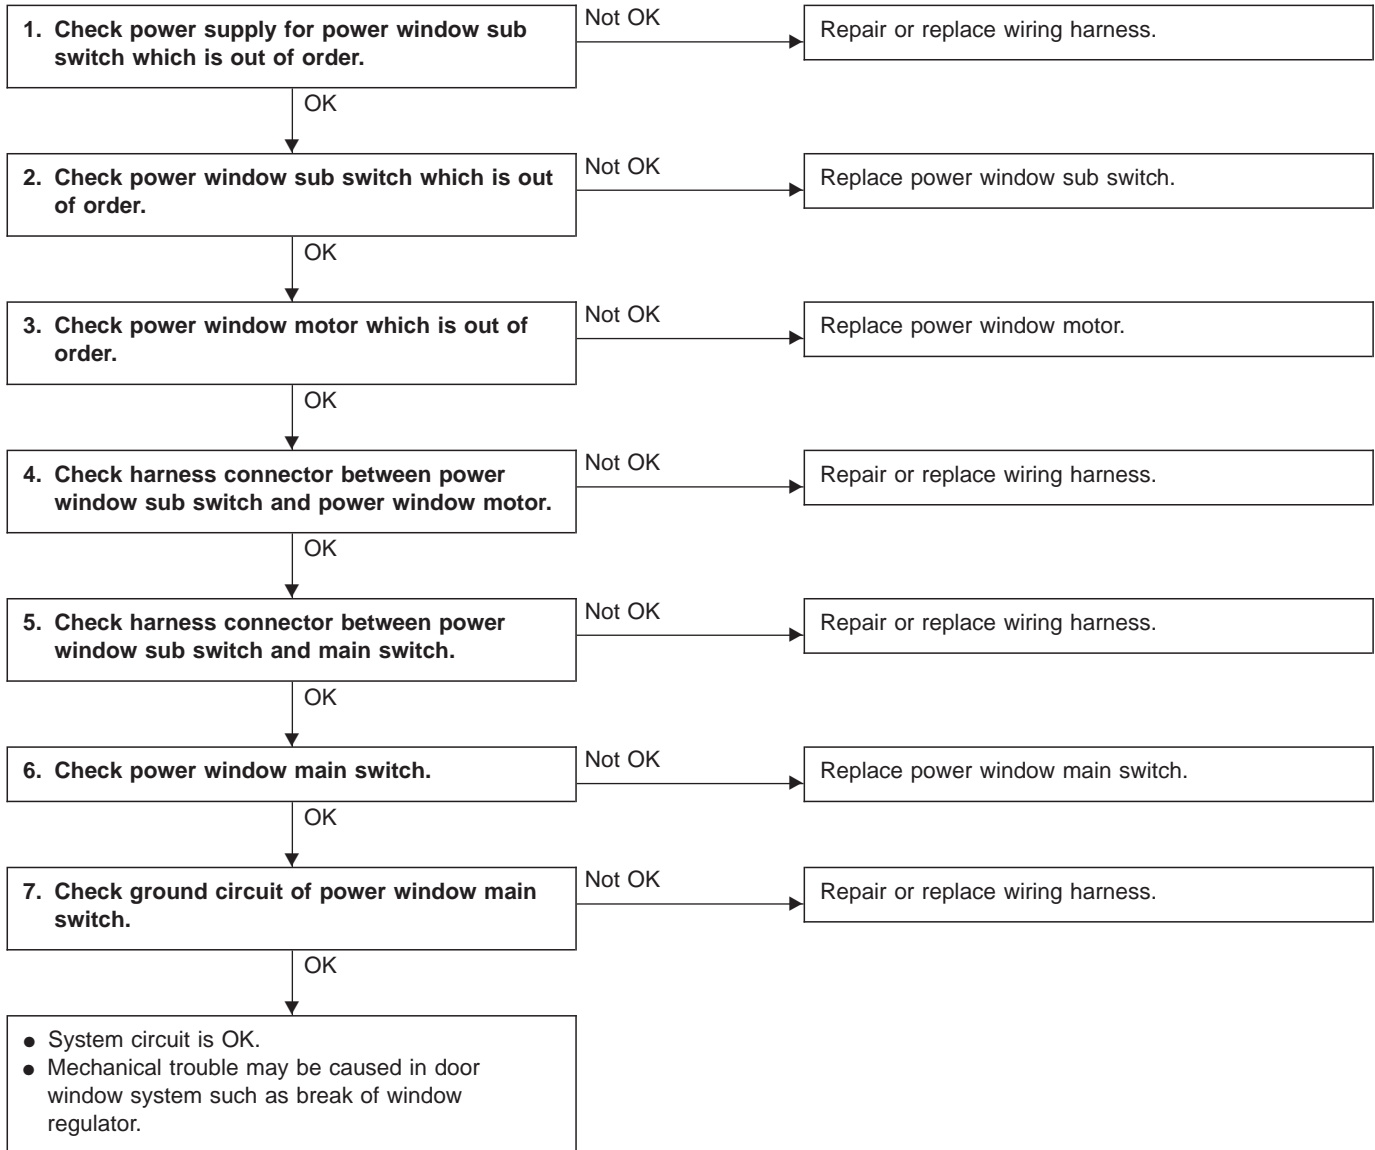 1. Check power supply for power window sub
switch which is out of order.
Not OK
Repair or replace wiring harness.
OK
2. Check power window sub switch which is out
of order.
Not OK
Replace power window sub switch.
OK
3. Check power window motor which is out of
order.
Not OK
Replace power window motor.
OK
4. Check harness connector between power
window sub switch and power window motor.
Not OK
Repair or replace wiring harness.
OK
5. Check harness connector between power
window sub switch and main switch.
Not OK
Repair or replace wiring harness.
OK
6. Check power window main switch.
Not OK
Replace power window main switch.
OK
7. Check ground circuit of power window main
switch.
Not OK
Repair or replace wiring harness.
OK
● System circuit is OK.
● Mechanical trouble may be caused in door
window system such as break of window
regulator.